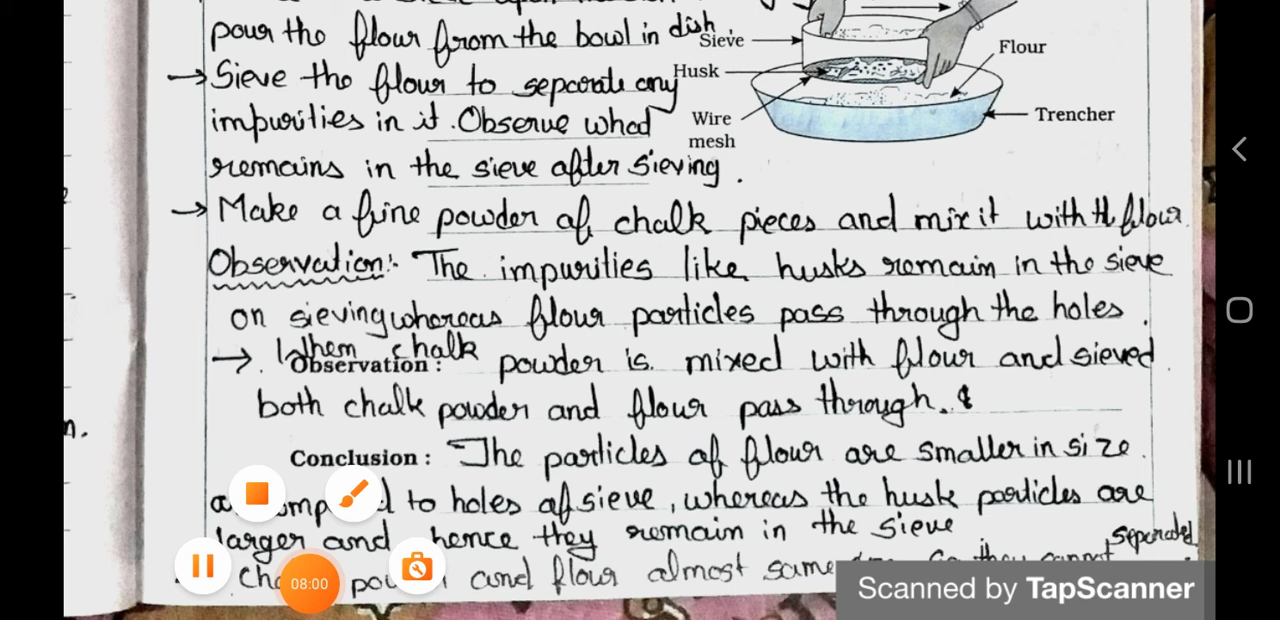 pour the flour from the bowl in dish.
Sieve
Flour
→ Sieve the flour to seperate any
Husk
impurities in it. Observe what
Wire
mesh
Trencher
remains in the sieve after sieving.
→ Make a fine powder of chalk pieces and mix it with th flour
Observation:- The impurities like husks remain in the sieve
on sieving whereas flour particles pass through the holes.
→ When chalk powder is mixed with flour and sieved
Observation :
both chalk powder and flour pass through.
Conclusion : The particles of flour are smaller in size
to holes of sieve, whereas the husk particles are
larger and hence they remain in the sieve
seperated
and flour almost same
08:00
Scanned by TapScanner